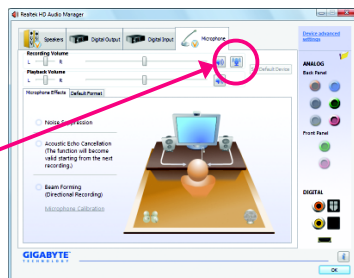 Realtek HD Audio Manager
Speakers
Digital Output
Digital Input
Microphone
Device advanced
settings
Recording Volume
L
R
Playback Volume
L
R
Default Device
Microphone Effects
Default Format
Noise Suppression
Acoustic Echo Cancellation
(The function will become
valid starting from the next
recording.)
Beam Forming
(Directional Recording)
Microphone Calibration
ANALOG
Back Panel
Front Panel
DIGITAL
GIGABYTE
TECHNOLOGY
i
OK